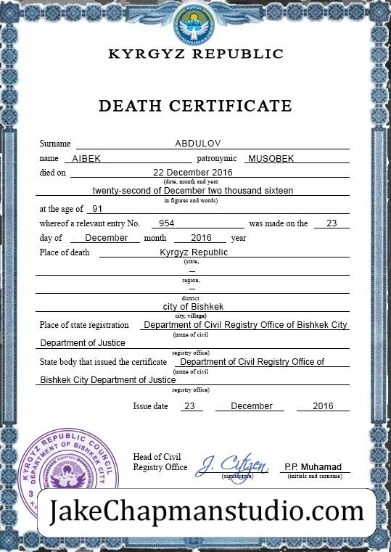 KYRGYZ REPUBLIC
DEATH CERTIFICATE
Surname ABDULOV
name AIBEK patronymic MUSOBEK
died on 22 December 2016
(date, month and year
twenty-second of December two thousand sixteen
in figures and words)
at the age of 91
whereof a relevant entry No. 954 was made on the 23
day of December month 2016 year
Place of death Kyrgyz Republic
(state,
—
region,
—
district
city of Bishkek
city, village)
Place of state registration Department of Civil Registry Office of Bishkek City
(name of civil
Department of Justice
registry office)
State body that issued the certificate Department of Civil Registry Office of
(name of civil
Bishkek City Department of Justice
registry office)
Issue date 23 December 2016
Head of Civil
Registry Office J. Citizen P.P. Muhamad
(signature) (initials and surname)
KYRGYZ REPUBLIC COUNCIL
DEPARTMENT OF BISHKEK CITY
3
JakeChapmanstudio.com